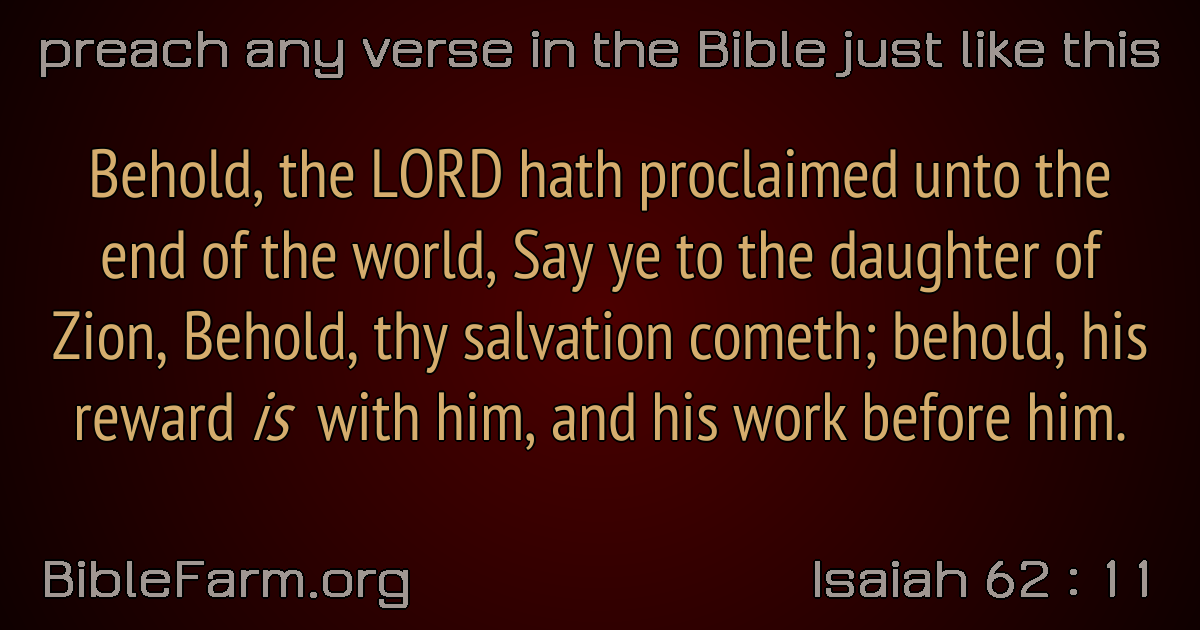 preach any verse in the Bible just like this
Behold, the LORD hath proclaimed unto the
end of the world, Say ye to the daughter of
Zion, Behold, thy salvation cometh; behold, his
reward is with him, and his work before him.
BibleFarm.org
Isaiah 62 : 11